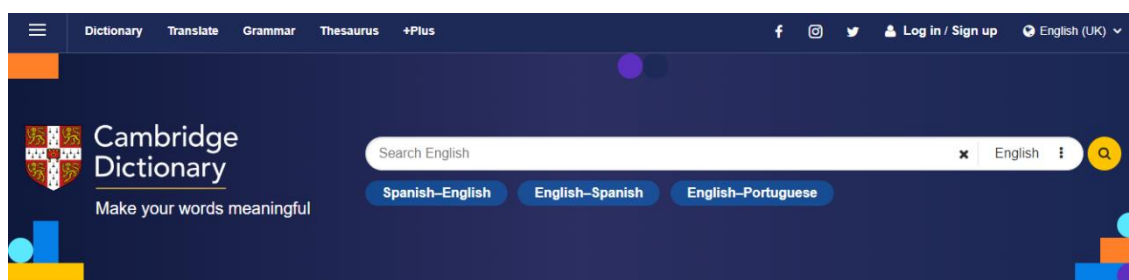 Dictionary Translate Grammar Thesaurus +Plus Log in / Sign up English (UK)
Cambridge
Dictionary
Make your words meaningful
Search English English
Spanish–English English–Spanish English–Portuguese